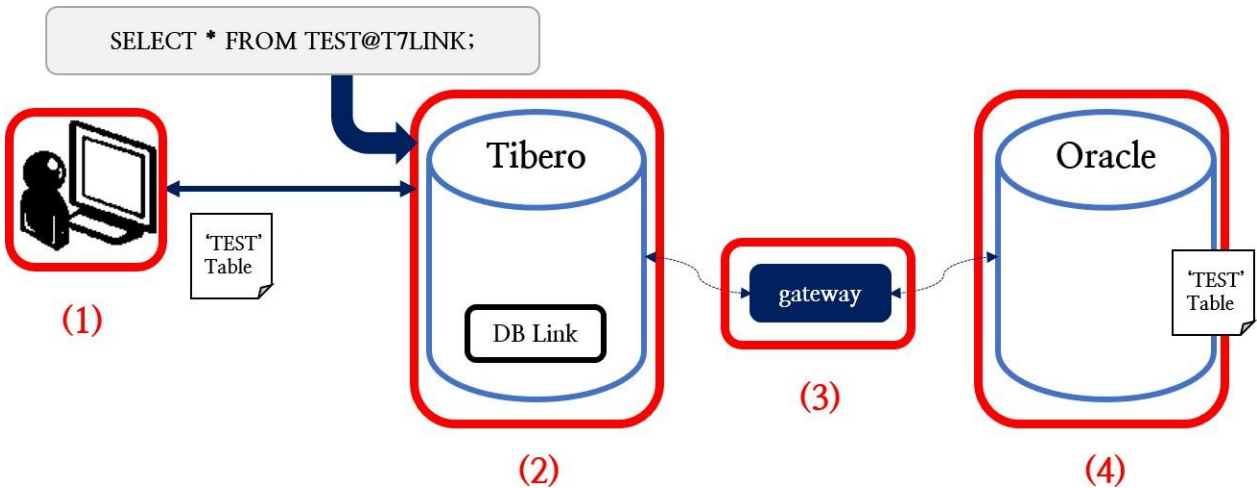 SELECT * FROM TEST@T7LINK;
Tibero
Oracle
'TEST'
Table
(1)
DB Link
gateway
'TEST'
Table
(3)
(2)
(4)